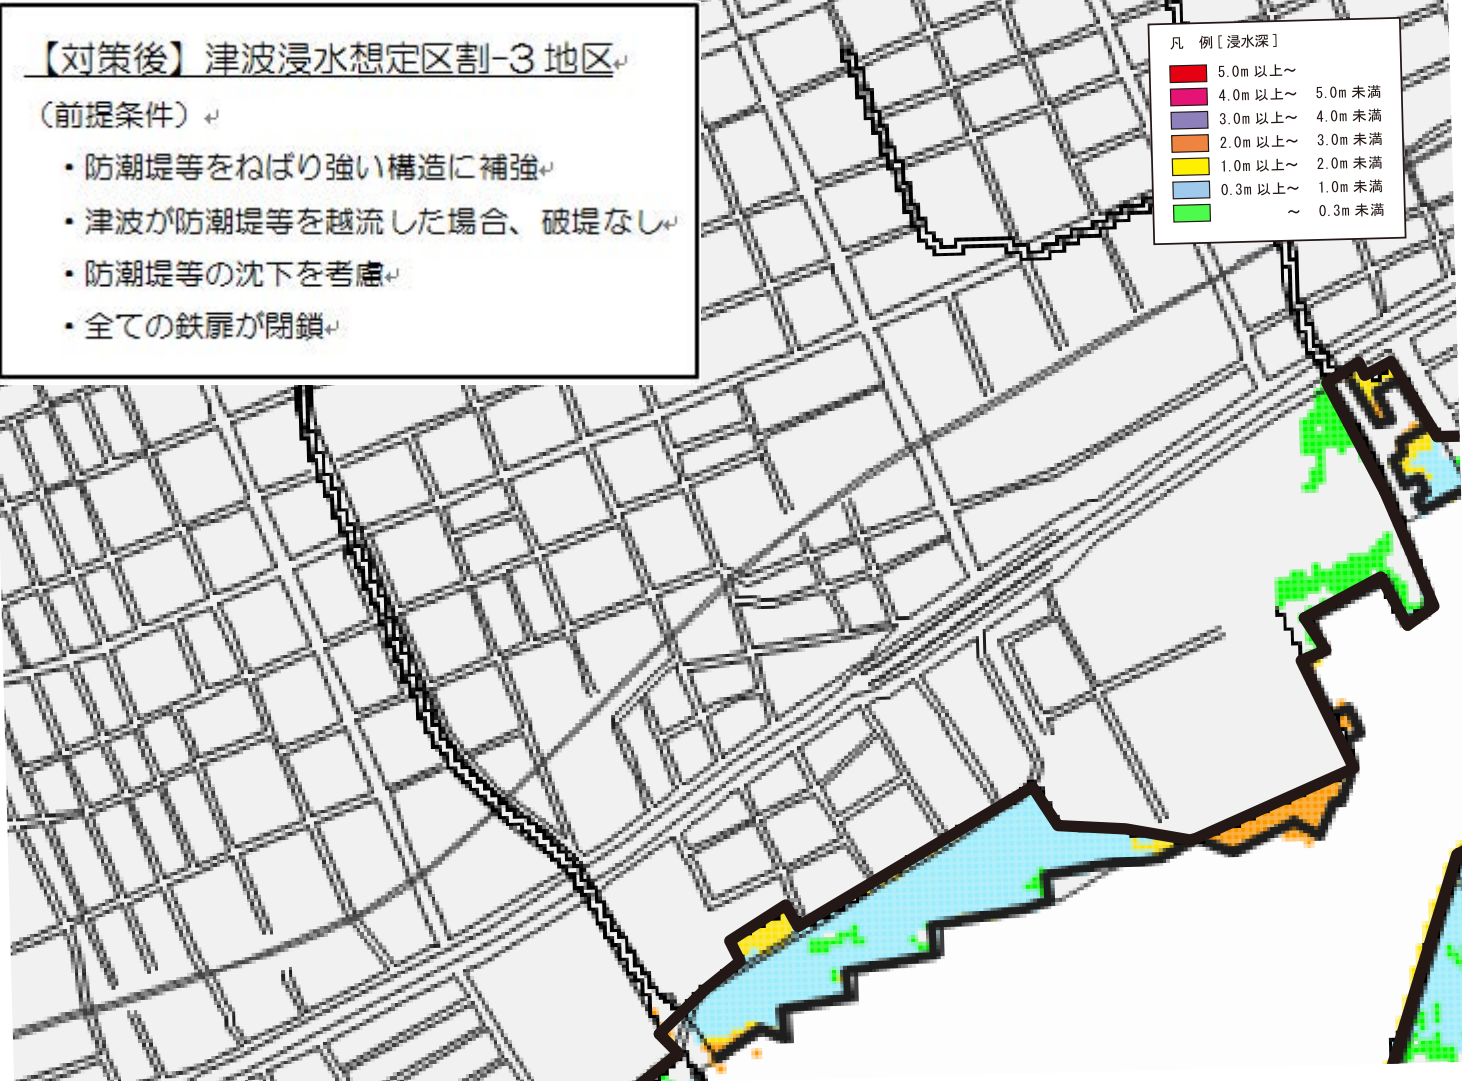 【対策後】津波浸水想定区割-3 地区
（前提条件）
・防潮堤等をねばり強い構造に補強
・津波が防潮堤等を越流した場合、破堤なし
・防潮堤等の沈下を考慮
・全ての鉄扉が閉鎖
凡 例[浸水深]
5.0m 以上～
4.0m 以上～ 5.0m 未満
3.0m 以上～ 4.0m 未満
2.0m 以上～ 3.0m 未満
1.0m 以上～ 2.0m 未満
0.3m 以上～ 1.0m 未満
～ 0.3m 未満